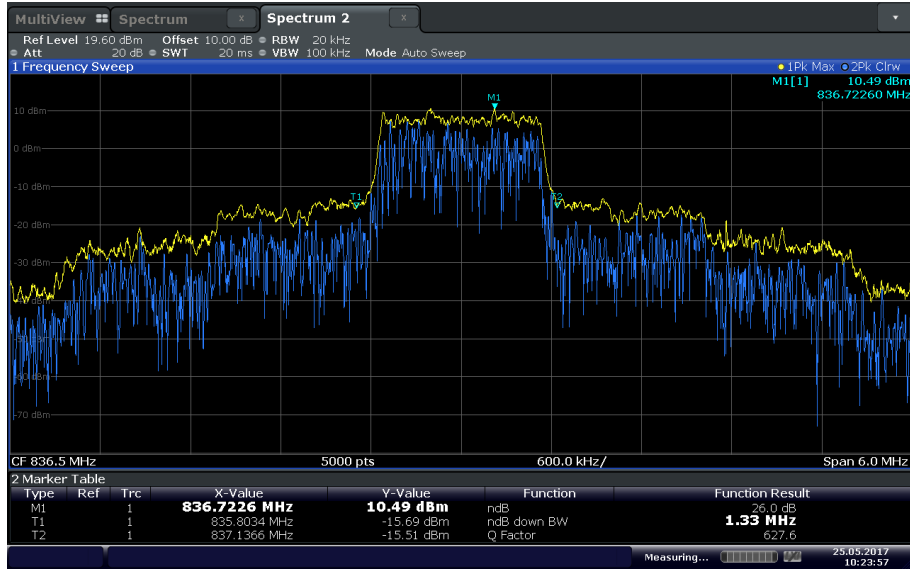 MultiView Spectrum x Spectrum 2 x
Ref Level 19.60 dBm Offset 10.00 dB RBW 20 kHz
Att 20 dB SWT 20 ms VBW 100 kHz Mode Auto Sweep
1 Frequency Sweep 1Pk Max 2Pk Clrw
M1[1] 10.49 dBm
836.72260 MHz
M1
10 dBm
0 dBm
-10 dBm
T1
-20 dBm
-30 dBm
-70 dBm
CF 836.5 MHz 5000 pts 600.0 kHz/ Span 6.0 MHz
2 Marker Table
Type Ref Trc X-Value Y-Value Function Function Result
M1 1 836.7226 MHz 10.49 dBm ndB 26.0 dB
T1 1 835.8034 MHz -15.69 dBm ndB down BW 1.33 MHz
T2 1 837.1366 MHz -15.51 dBm Q Factor 627.6
Measuring... 25.05.2017
10:23:57